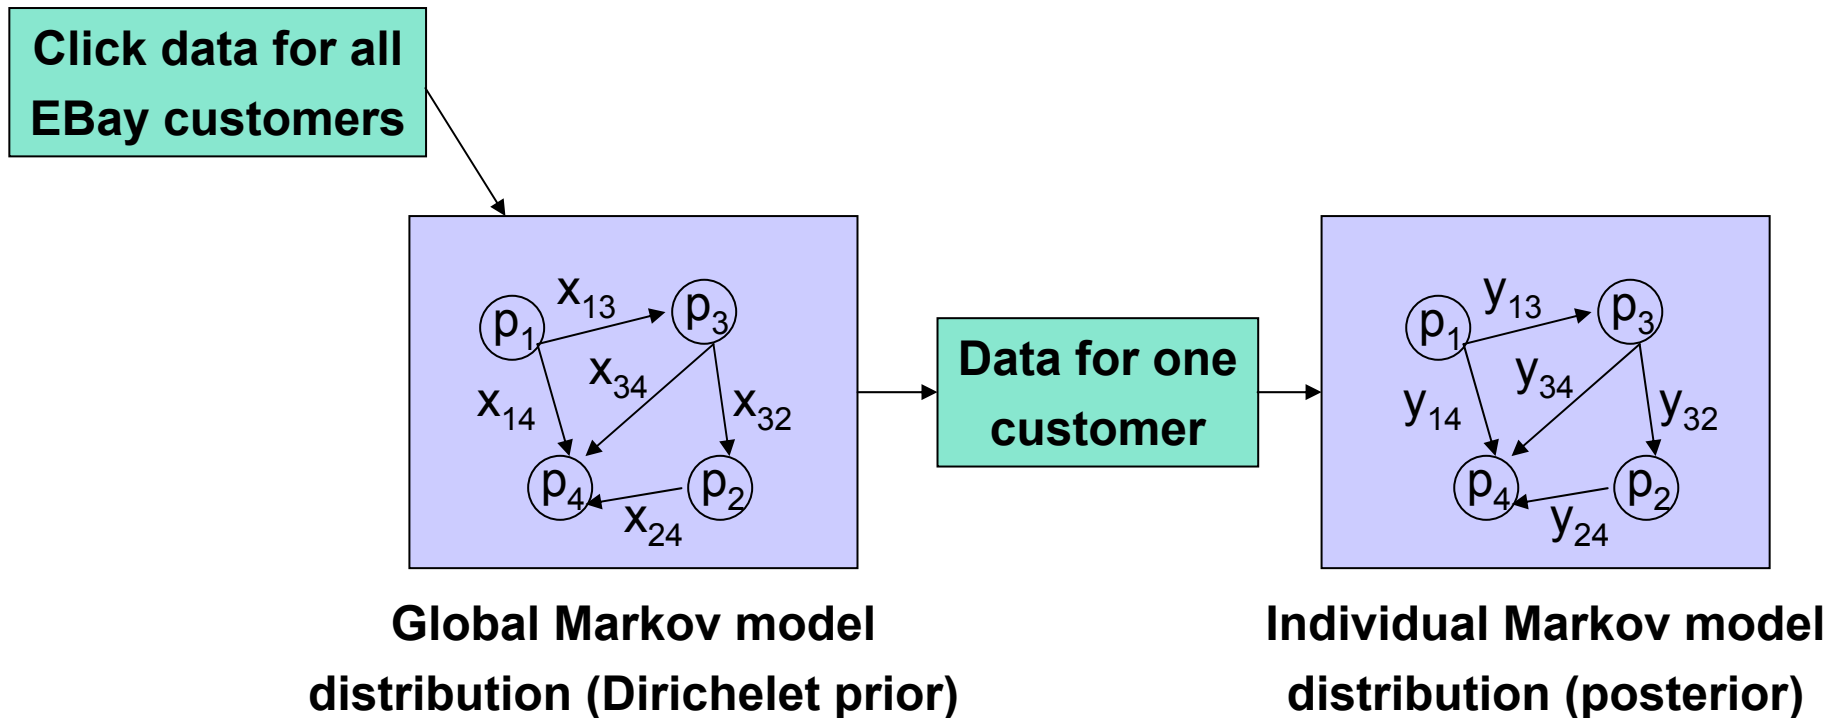 Click data for all
EBay customers
p₁
x₁₃
p₃
x₃₄
x₁₄
x₃₂
p₄
p₂
x₂₄
Global Markov model
distribution (Dirichelet prior)
Data for one
customer
p₁
y₁₃
p₃
y₃₄
y₁₄
y₃₂
p₄
p₂
y₂₄
Individual Markov model
distribution (posterior)